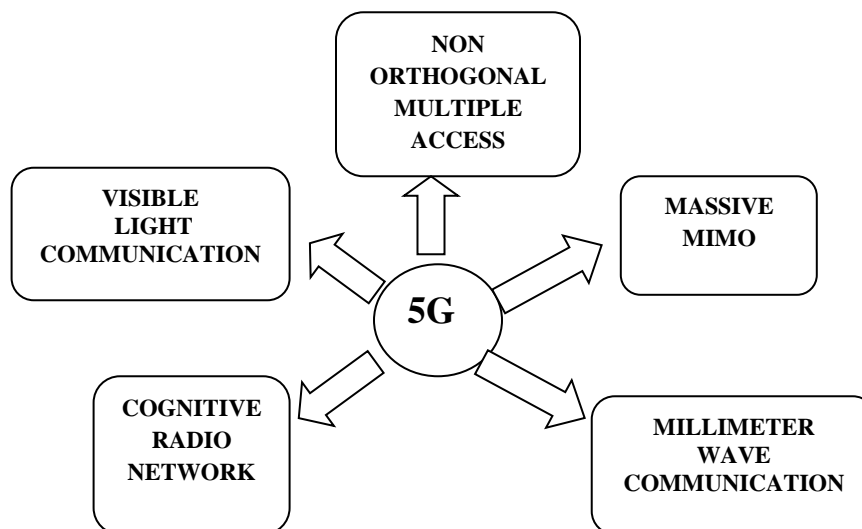 NON
ORTHOGONAL
MULTIPLE
ACCESS
VISIBLE
LIGHT
COMMUNICATION
MASSIVE
MIMO
5G
COGNITIVE
RADIO
NETWORK
MILLIMETER
WAVE
COMMUNICATION